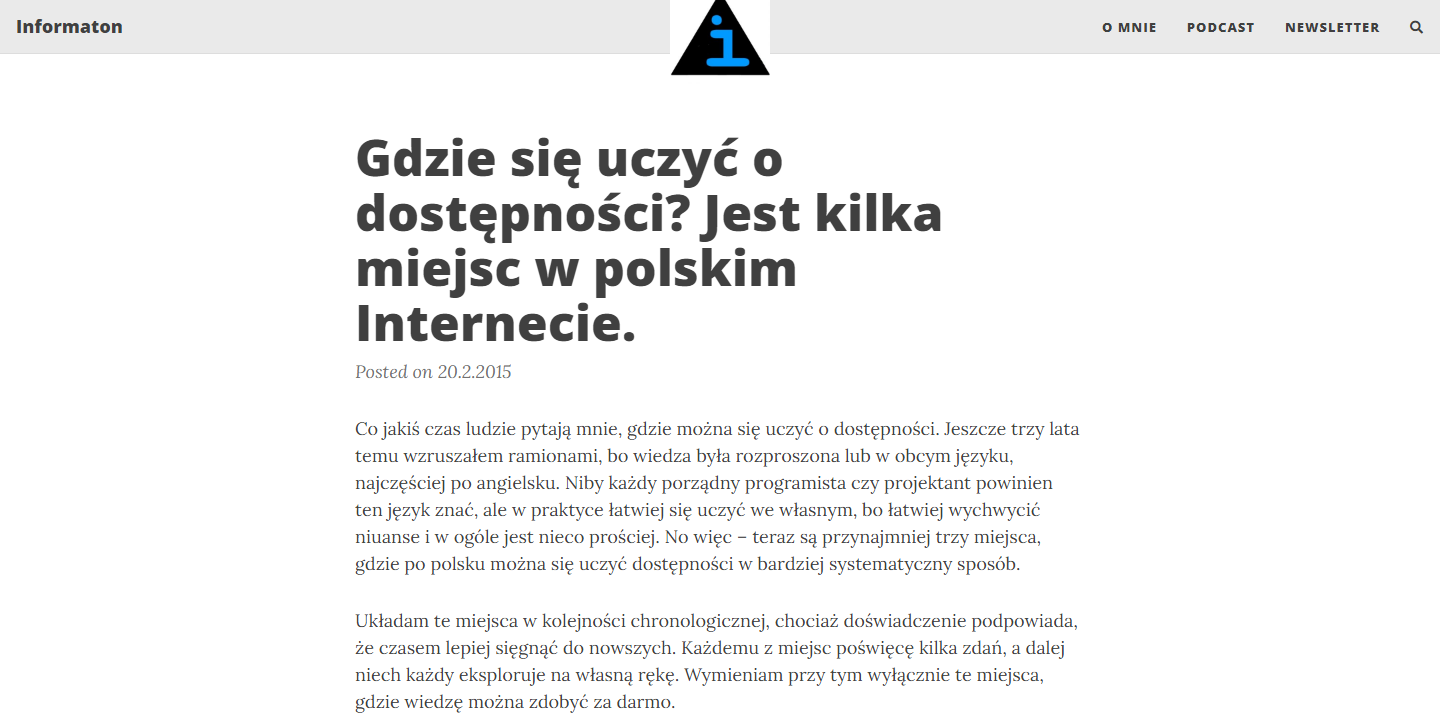 Informaton
i
O MNIE
PODCAST
NEWSLETTER
Gdzie się uczyć o
dostępności? Jest kilka
miejsc w polskim
Internecie.
Posted on 20.2.2015
Co jakiś czas ludzie pytają mnie, gdzie można się uczyć o dostępności. Jeszcze trzy lata
temu wzruszałem ramionami, bo wiedza była rozproszona lub w obcym języku,
najczęściej po angielsku. Niby każdy porządny programista czy projektant powinien
ten język znać, ale w praktyce łatwiej się uczyć we własnym, bo łatwiej wychwycić
niuanse i w ogóle jest nieco prościej. No więc – teraz są przynajmniej trzy miejsca,
gdzie po polsku można się uczyć dostępności w bardziej systematyczny sposób.
Układam te miejsca w kolejności chronologicznej, chociaż doświadczenie podpowiada,
że czasem lepiej sięgnąć do nowszych. Każdemu z miejsc poświęcę kilka zdań, a dalej
niech każdy eksploruje na własną rękę. Wymieniam przy tym wyłącznie te miejsca,
gdzie wiedzę można zdobyć za darmo.